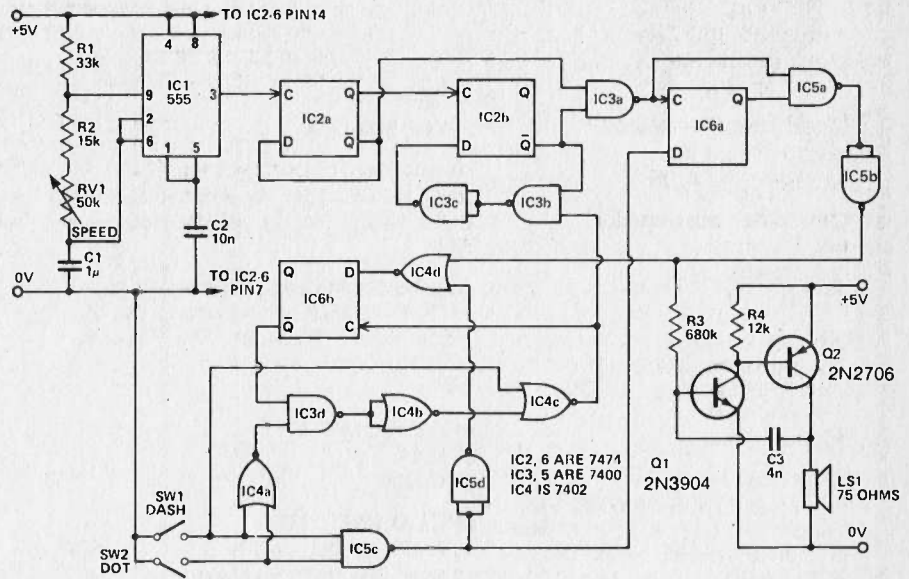 TO IC2-6 PIN14
+5V
R1
33k
4
8
IC1
555
9
2
6
3
1
5
R2
15k
RV1
50k
SPEED
C1
1μ
C2
10n
0V
TO IC2-6
PIN7
C
Q
IC2a
D
Q
C
Q
IC2b
D
Q̅
IC3a
C
Q
IC6a
D
IC5a
IC5b
IC3c
IC3b
Q
D
IC6b
Q̅
C
IC4d
IC3d
IC4b
IC4c
IC4a
IC5d
IC5c
SW1
DASH
SW2
DOT
IC2, 6 ARE 7474
IC3, 5 ARE 7400
IC4 IS 7402
+5V
R3
680k
R4
12k
Q2
2N2706
Q1
2N3904
C3
4n
LS1
75 OHMS
0V